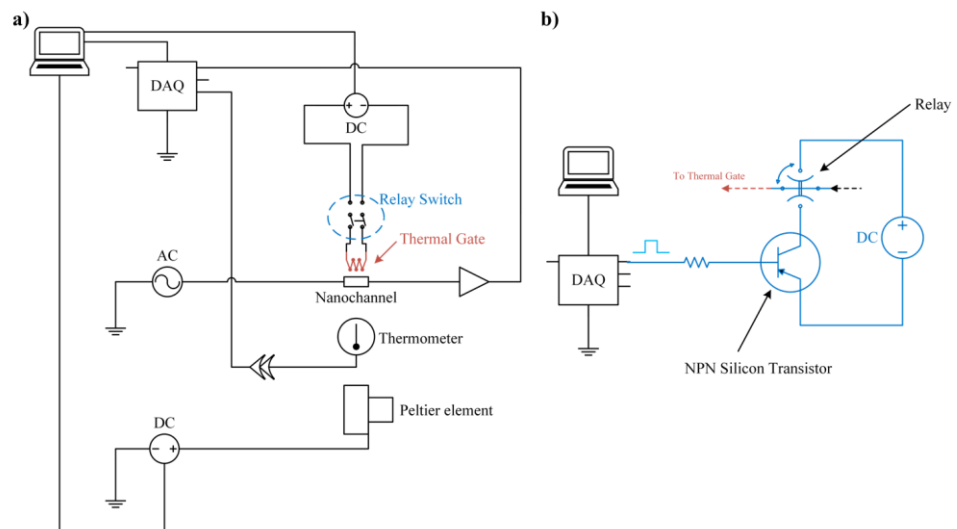 a)
DAQ
+ -
DC
Relay Switch
Thermal Gate
AC
Nanochannel
Thermometer
Peltier element
DC
- +
b)
Relay
To Thermal Gate
DC
+
-
DAQ
NPN Silicon Transistor